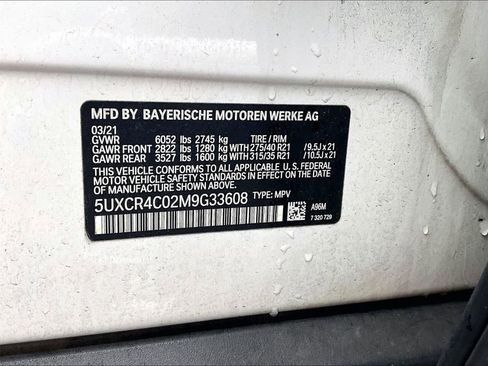 MFD BY BAYERISCHE MOTOREN WERKE AG
03/21
GVWR 6052 lbs 2745 kg TIRE / RIM
GAWR FRONT 2822 lbs 1280 kg WITH 275/40 R21 / 9.5J x 21
GAWR REAR 3527 lbs 1600 kg WITH 315/35 R21 / 10.5J x 21
THIS VEHICLE CONFORMS TO ALL APPLICABLE U. S. FEDERAL
MOTOR VEHICLE SAFETY STANDARDS IN EFFECT ON THE DATE OF
MANUFACTURE SHOWN ABOVE.
5UXCR4C02M9G33608 TYPE: MPV
A96M
7 320 729